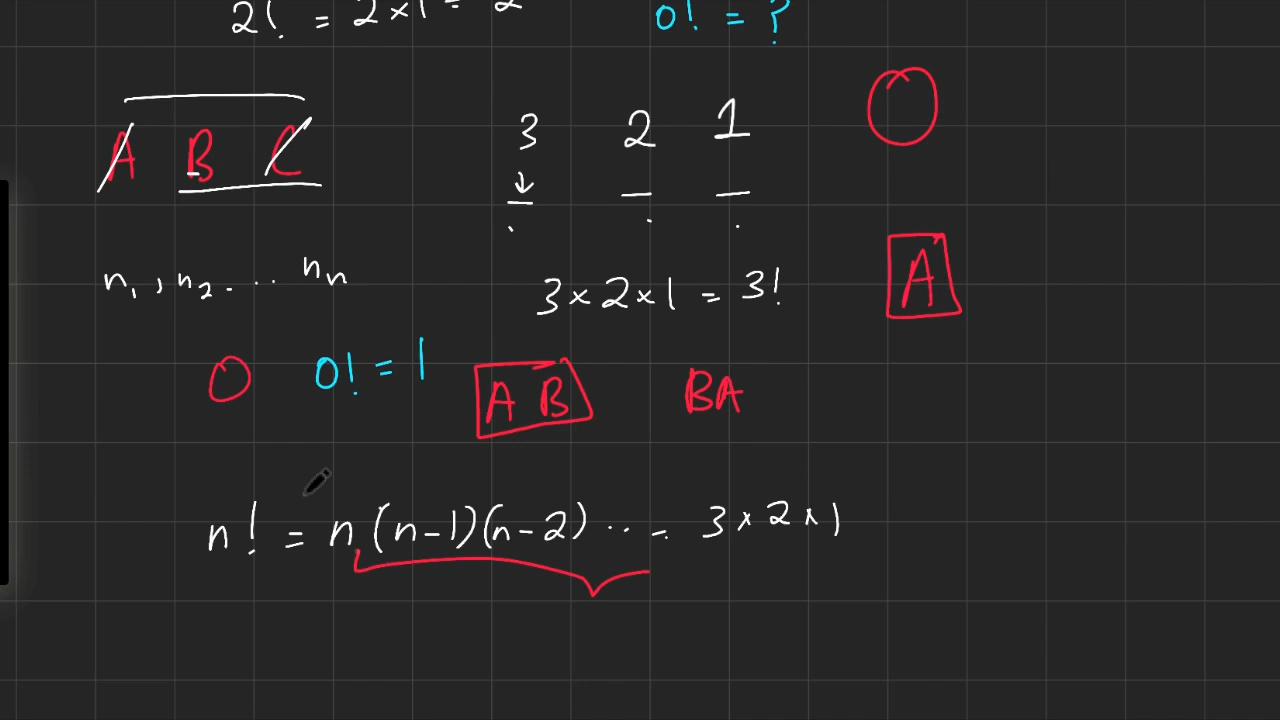 2! = 2×1 = 2 0! = ?
A B C 3 2 1 O
n₁, n₂ ... nₙ 3×2×1 = 3! A
O 0! = 1 A B BA
n! = n(n-1)(n-2) .... 3×2×1